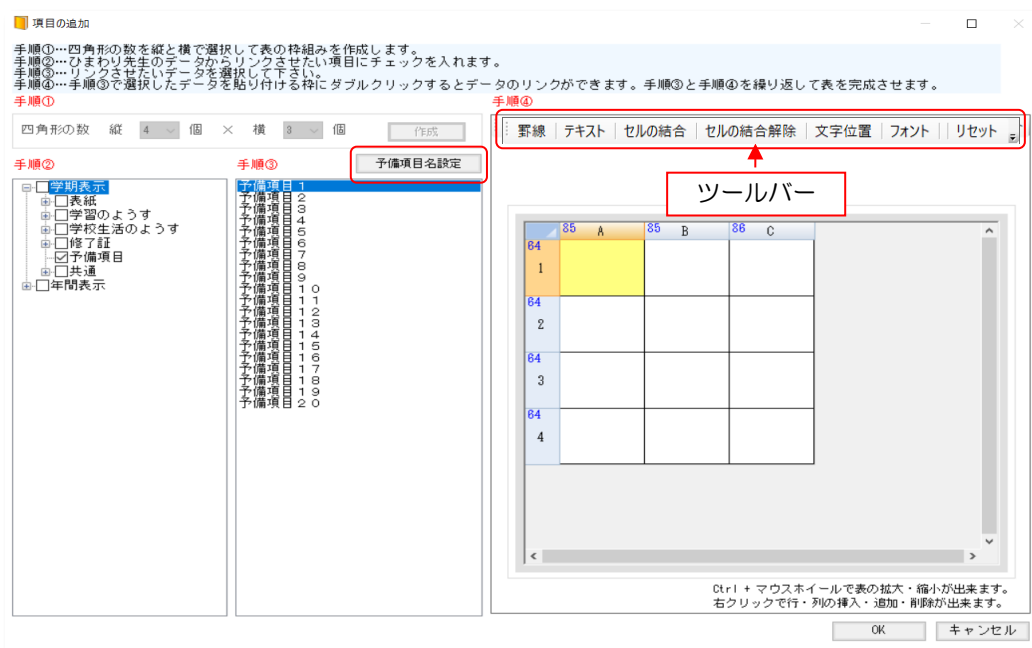 項目の追加
手順①…四角形の数を縦と横で選択して表の枠組みを作成します。
手順②…ひまわり先生のデータからリンクさせたい項目にチェックを入れます。
手順③…リンクさせたいデータを選択して下さい。
手順④…手順③で選択したデータを貼り付ける枠にダブルクリックするとデータのリンクができます。手順③と手順④を繰り返して表を完成させます。
手順①
四角形の数 縦 4 個 × 横 3 個 作成
手順②
学期表示
表紙
学習のようす
学校生活のようす
修了証
予備項目
共通
年間表示
手順③
予備項目名設定
予備項目1
予備項目2
予備項目3
予備項目4
予備項目5
予備項目6
予備項目7
予備項目8
予備項目9
予備項目10
予備項目11
予備項目12
予備項目13
予備項目14
予備項目15
予備項目16
予備項目17
予備項目18
予備項目19
予備項目20
手順④
罫線 テキスト セルの結合 セルの結合解除 文字位置 フォント リセット
ツールバー
85 A 85 B 86 C
64
1
64
2
64
3
64
4
Ctrl + マウスホイールで表の拡大・縮小が出来ます。
右クリックで行・列の挿入・追加・削除が出来ます。
OK キャンセル